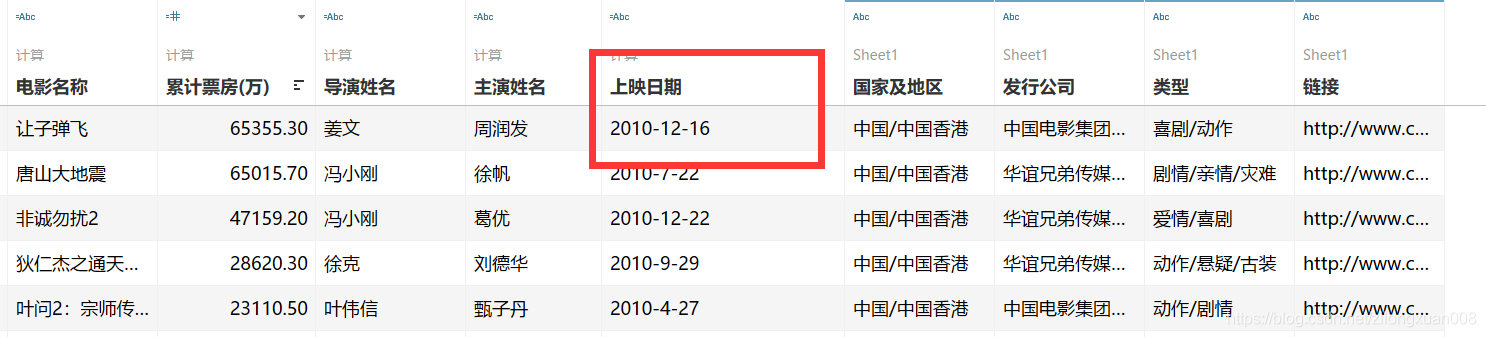 =Abc =# =Abc =Abc =Abc Abc Abc Abc Abc
计算 计算 计算 计算 计算 Sheet1 Sheet1 Sheet1 Sheet1
电影名称 累计票房(万) 导演姓名 主演姓名 上映日期 国家及地区 发行公司 类型 链接
让子弹飞 65355.30 姜文 周润发 2010-12-16 中国/中国香港 中国电影集团... 喜剧/动作 http://www.c...
唐山大地震 65015.70 冯小刚 徐帆 2010-7-22 中国/中国香港 华谊兄弟传媒... 剧情/亲情/灾难 http://www.c...
非诚勿扰2 47159.20 冯小刚 葛优 2010-12-22 中国/中国香港 华谊兄弟传媒... 爱情/喜剧 http://www.c...
狄仁杰之通天... 28620.30 徐克 刘德华 2010-9-29 中国/中国香港 华谊兄弟传媒... 动作/悬疑/古装 http://www.c...
叶问2：宗师传... 23110.50 叶伟信 甄子丹 2010-4-27 中国/中国香港 中国电影集团... 动作/剧情 http://www.c...
https://blog.csdn.net/zilongxuan008